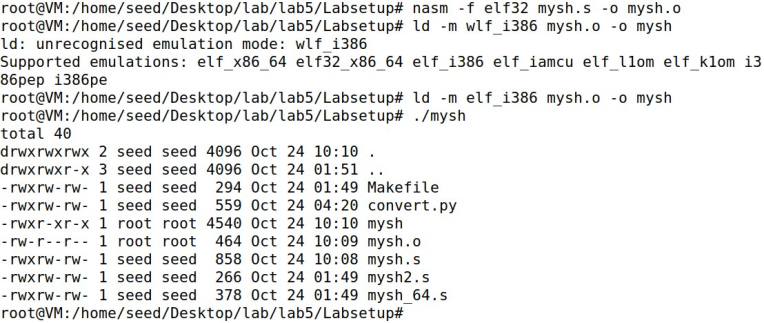 root@VM:/home/seed/Desktop/lab/lab5/Labsetup# nasm -f elf32 mysh.s -o mysh.o
root@VM:/home/seed/Desktop/lab/lab5/Labsetup# ld -m wlf_i386 mysh.o -o mysh
ld: unrecognised emulation mode: wlf_i386
Supported emulations: elf_x86_64 elf32_x86_64 elf_i386 elf_iamcu elf_l1om elf_k1om i3
86pep i386pe
root@VM:/home/seed/Desktop/lab/lab5/Labsetup# ld -m elf_i386 mysh.o -o mysh
root@VM:/home/seed/Desktop/lab/lab5/Labsetup# ./mysh
total 40
drwxrwxrwx 2 seed seed 4096 Oct 24 10:10 .
drwxrwxr-x 3 seed seed 4096 Oct 24 01:51 ..
-rwxrw-rw- 1 seed seed  294 Oct 24 01:49 Makefile
-rwxrw-rw- 1 seed seed  559 Oct 24 04:20 convert.py
-rwxr-xr-x 1 root root 4540 Oct 24 10:10 mysh
-rw-r--r-- 1 root root  464 Oct 24 10:09 mysh.o
-rwxrw-rw- 1 seed seed  858 Oct 24 10:08 mysh.s
-rwxrw-rw- 1 seed seed  266 Oct 24 01:49 mysh2.s
-rwxrw-rw- 1 seed seed  378 Oct 24 01:49 mysh_64.s
root@VM:/home/seed/Desktop/lab/lab5/Labsetup#